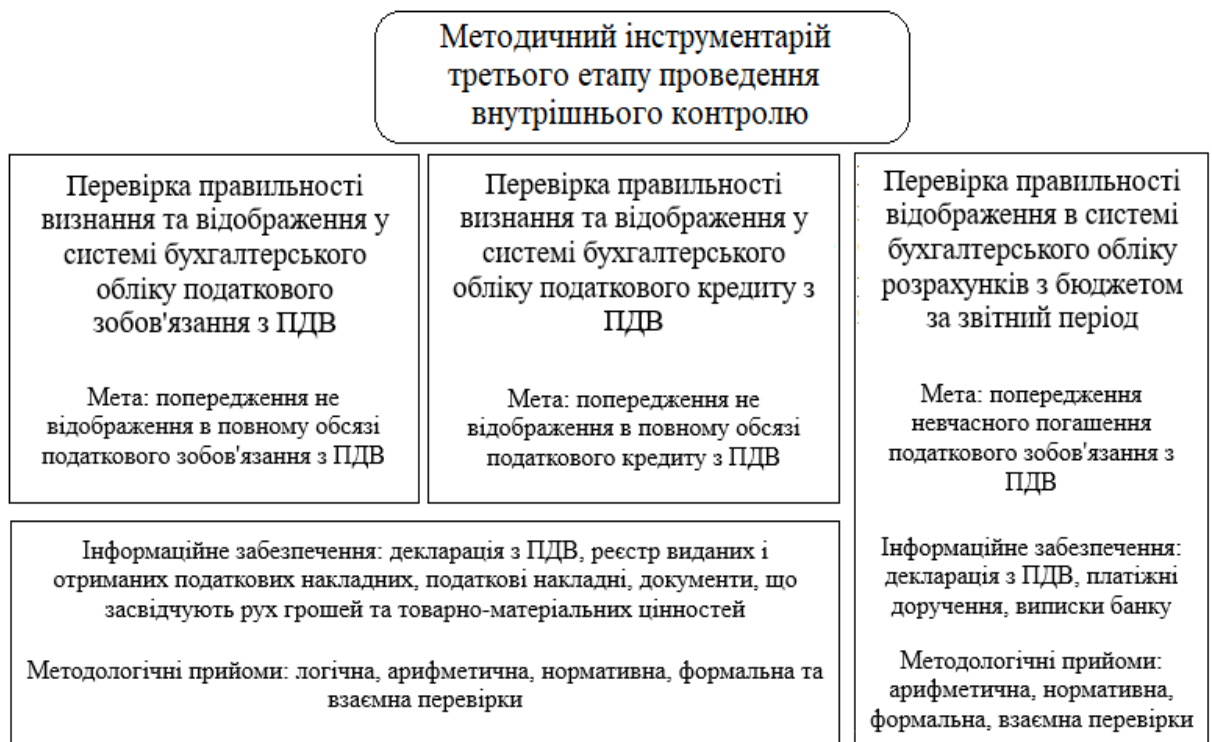 Методичний інструментарій
третього етапу проведення
внутрішнього контролю
Перевірка правильності
визнання та відображення у
системі бухгалтерського
обліку податкового
зобов'язання з ПДВ
Мета: попередження не
відображення в повному обсязі
податкового зобов'язання з ПДВ
Перевірка правильності
визнання та відображення у
системі бухгалтерського
обліку податкового кредиту з
ПДВ
Мета: попередження не
відображення в повному обсязі
податкового кредиту з ПДВ
Інформаційне забезпечення: декларація з ПДВ, реєстр виданих і
отриманих податкових накладних, податкові накладні, документи, що
засвідчують рух грошей та товарно-матеріальних цінностей
Методологічні прийоми: логічна, арифметична, нормативна, формальна та
взаємна перевірки
Перевірка правильності
відображення в системі
бухгалтерського обліку
розрахунків з бюджетом
за звітний період
Мета: попередження
невчасного погашення
податкового зобов'язання з
ПДВ
Інформаційне забезпечення:
декларація з ПДВ, платіжні
доручення, виписки банку
Методологічні прийоми:
арифметична, нормативна,
формальна, взаємна перевірки